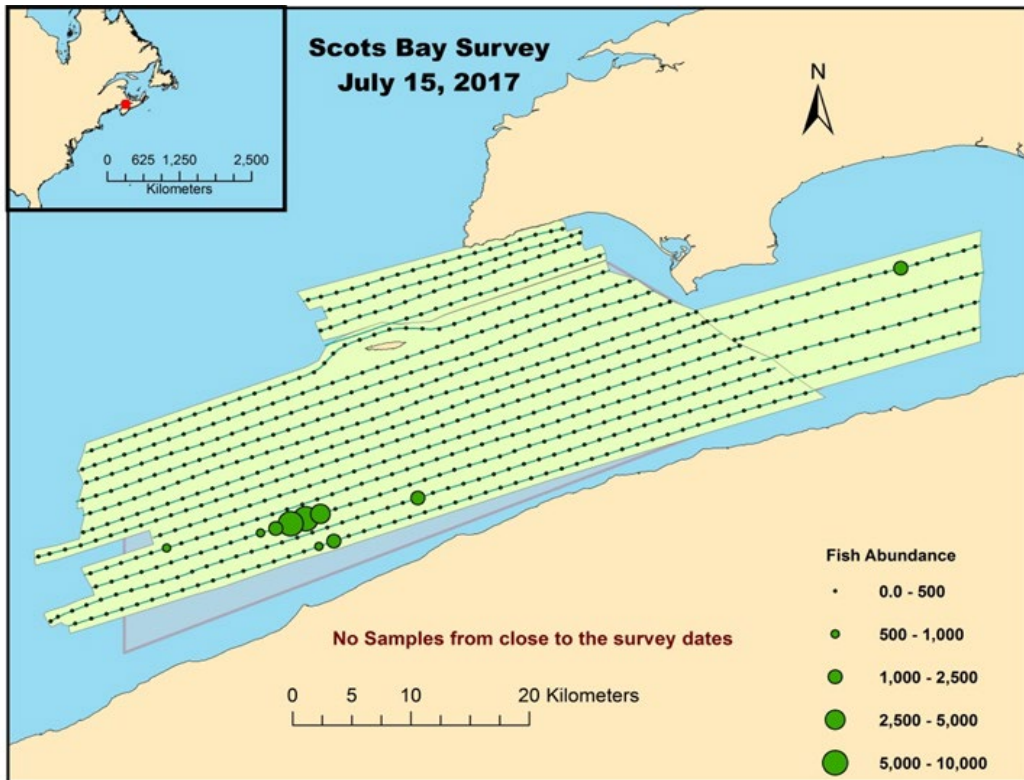 Scots Bay Survey
July 15, 2017
N
0 625 1,250 2,500
Kilometers
No Samples from close to the survey dates
0 5 10 20 Kilometers
Fish Abundance
0.0 - 500
500 - 1,000
1,000 - 2,500
2,500 - 5,000
5,000 - 10,000